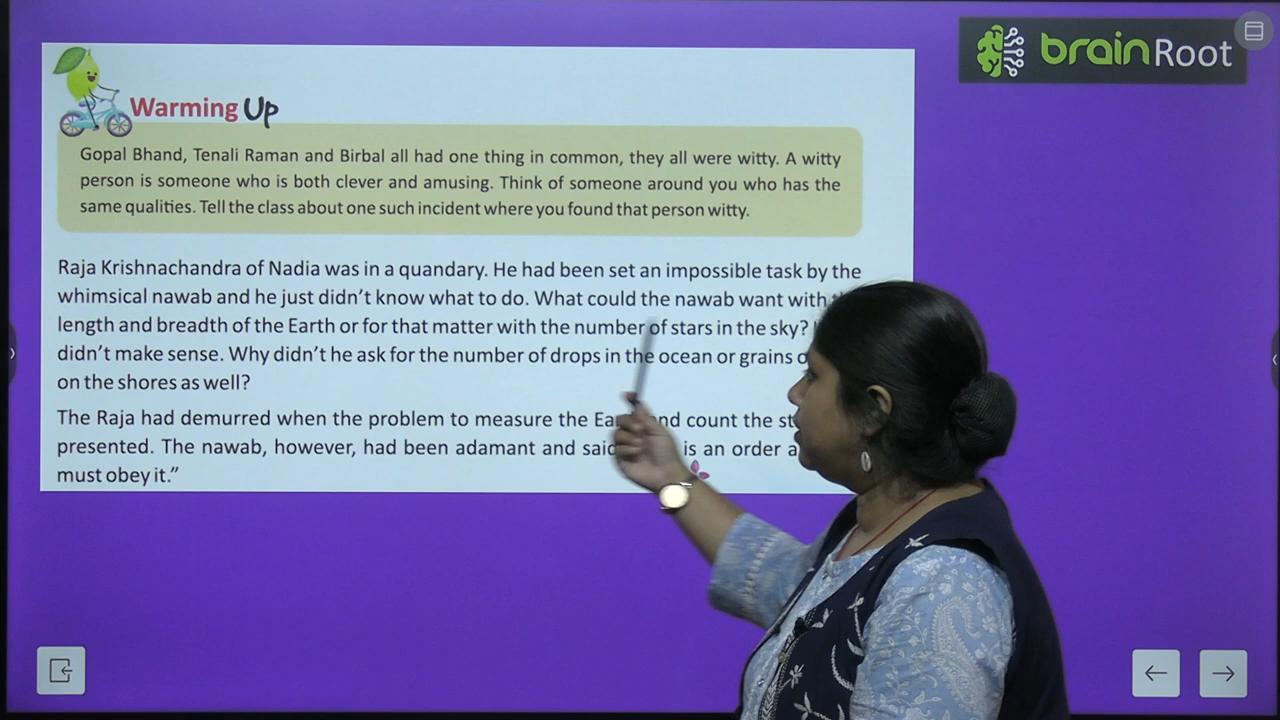 brainRoot
Warming Up
Gopal Bhand, Tenali Raman and Birbal all had one thing in common, they all were witty. A witty
person is someone who is both clever and amusing. Think of someone around you who has the
same qualities. Tell the class about one such incident where you found that person witty.
Raja Krishnachandra of Nadia was in a quandary. He had been set an impossible task by the
whimsical nawab and he just didn't know what to do. What could the nawab want with
length and breadth of the Earth or for that matter with the number of stars in the sky?
didn't make sense. Why didn't he ask for the number of drops in the ocean or grains
on the shores as well?
The Raja had demurred when the problem to measure the and count the
presented. The nawab, however, had been adamant and is an order
must obey it."